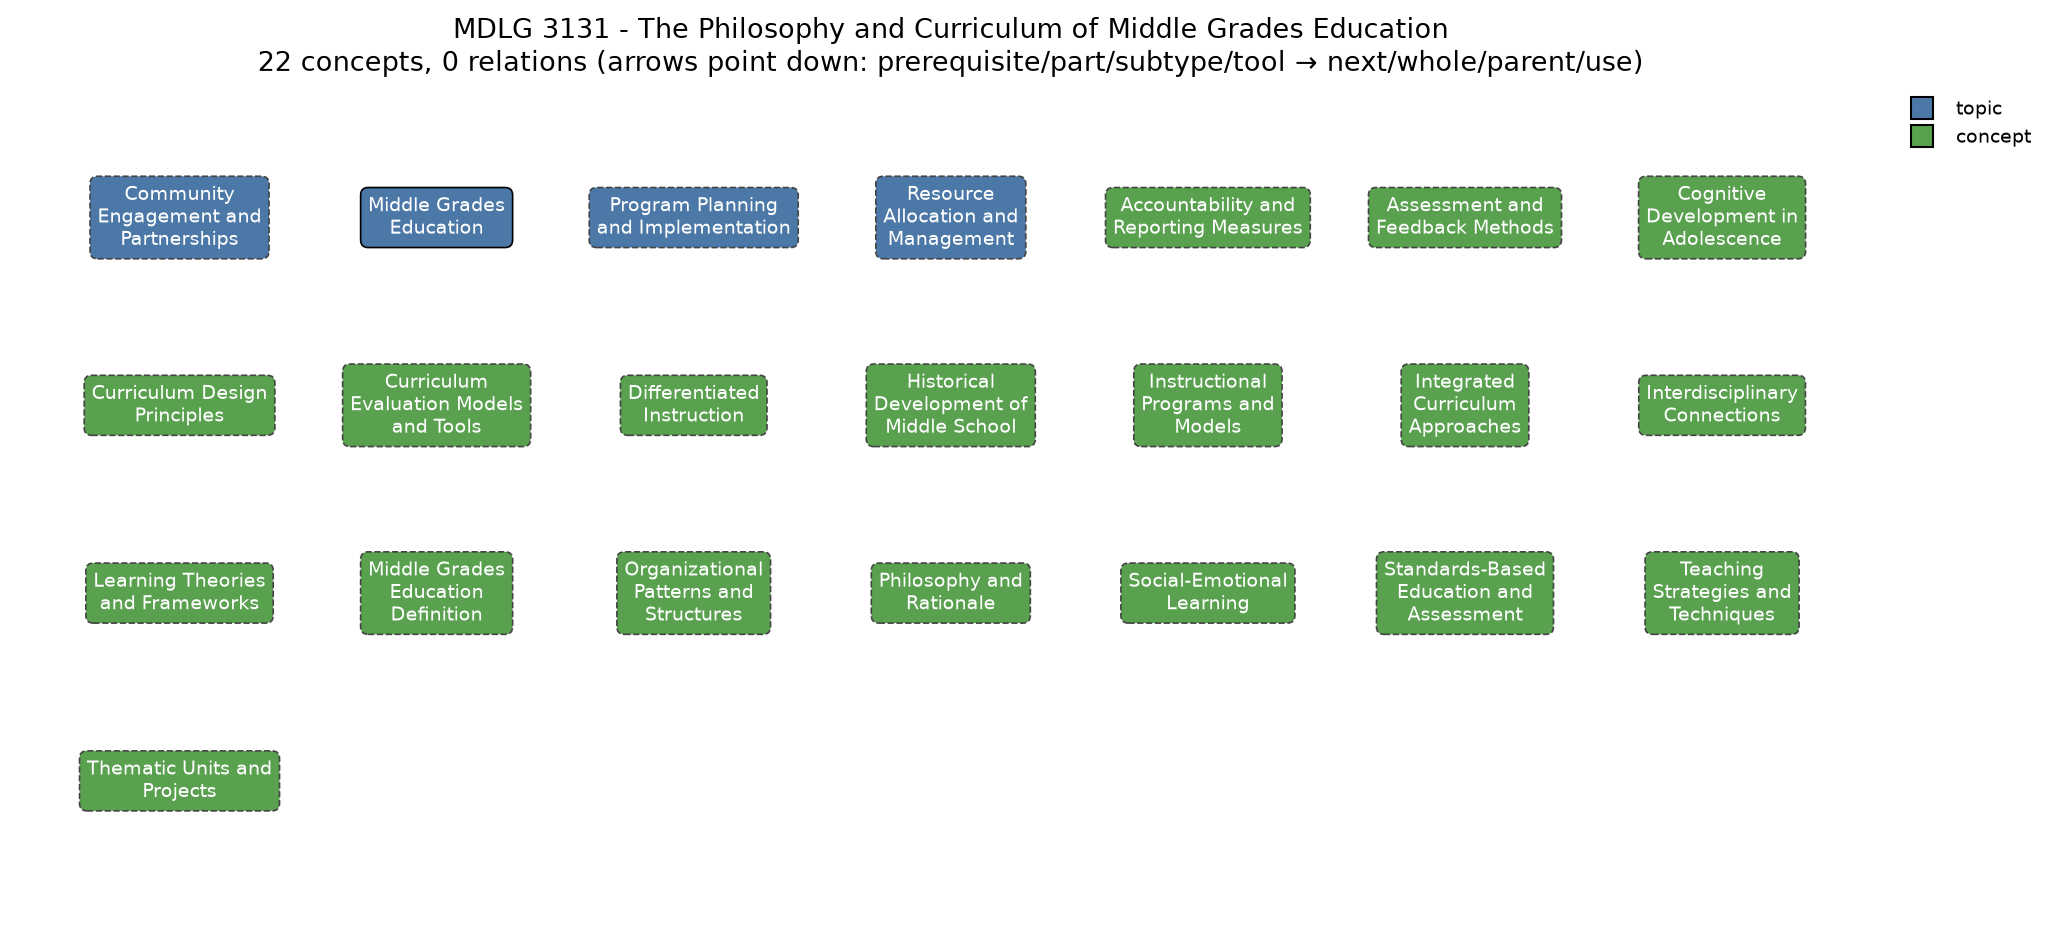 MDLG 3131 - The Philosophy and Curriculum of Middle Grades Education
22 concepts, 0 relations (arrows point down: prerequisite/part/subtype/tool → next/whole/parent/use)
topic
concept
Community
Engagement and
Partnerships
Middle Grades
Education
Program Planning
and Implementation
Resource
Allocation and
Management
Accountability and
Reporting Measures
Assessment and
Feedback Methods
Cognitive
Development in
Adolescence
Curriculum Design
Principles
Curriculum
Evaluation Models
and Tools
Differentiated
Instruction
Historical
Development of
Middle School
Instructional
Programs and
Models
Integrated
Curriculum
Approaches
Interdisciplinary
Connections
Learning Theories
and Frameworks
Middle Grades
Education
Definition
Organizational
Patterns and
Structures
Philosophy and
Rationale
Social-Emotional
Learning
Standards-Based
Education and
Assessment
Teaching
Strategies and
Techniques
Thematic Units and
Projects